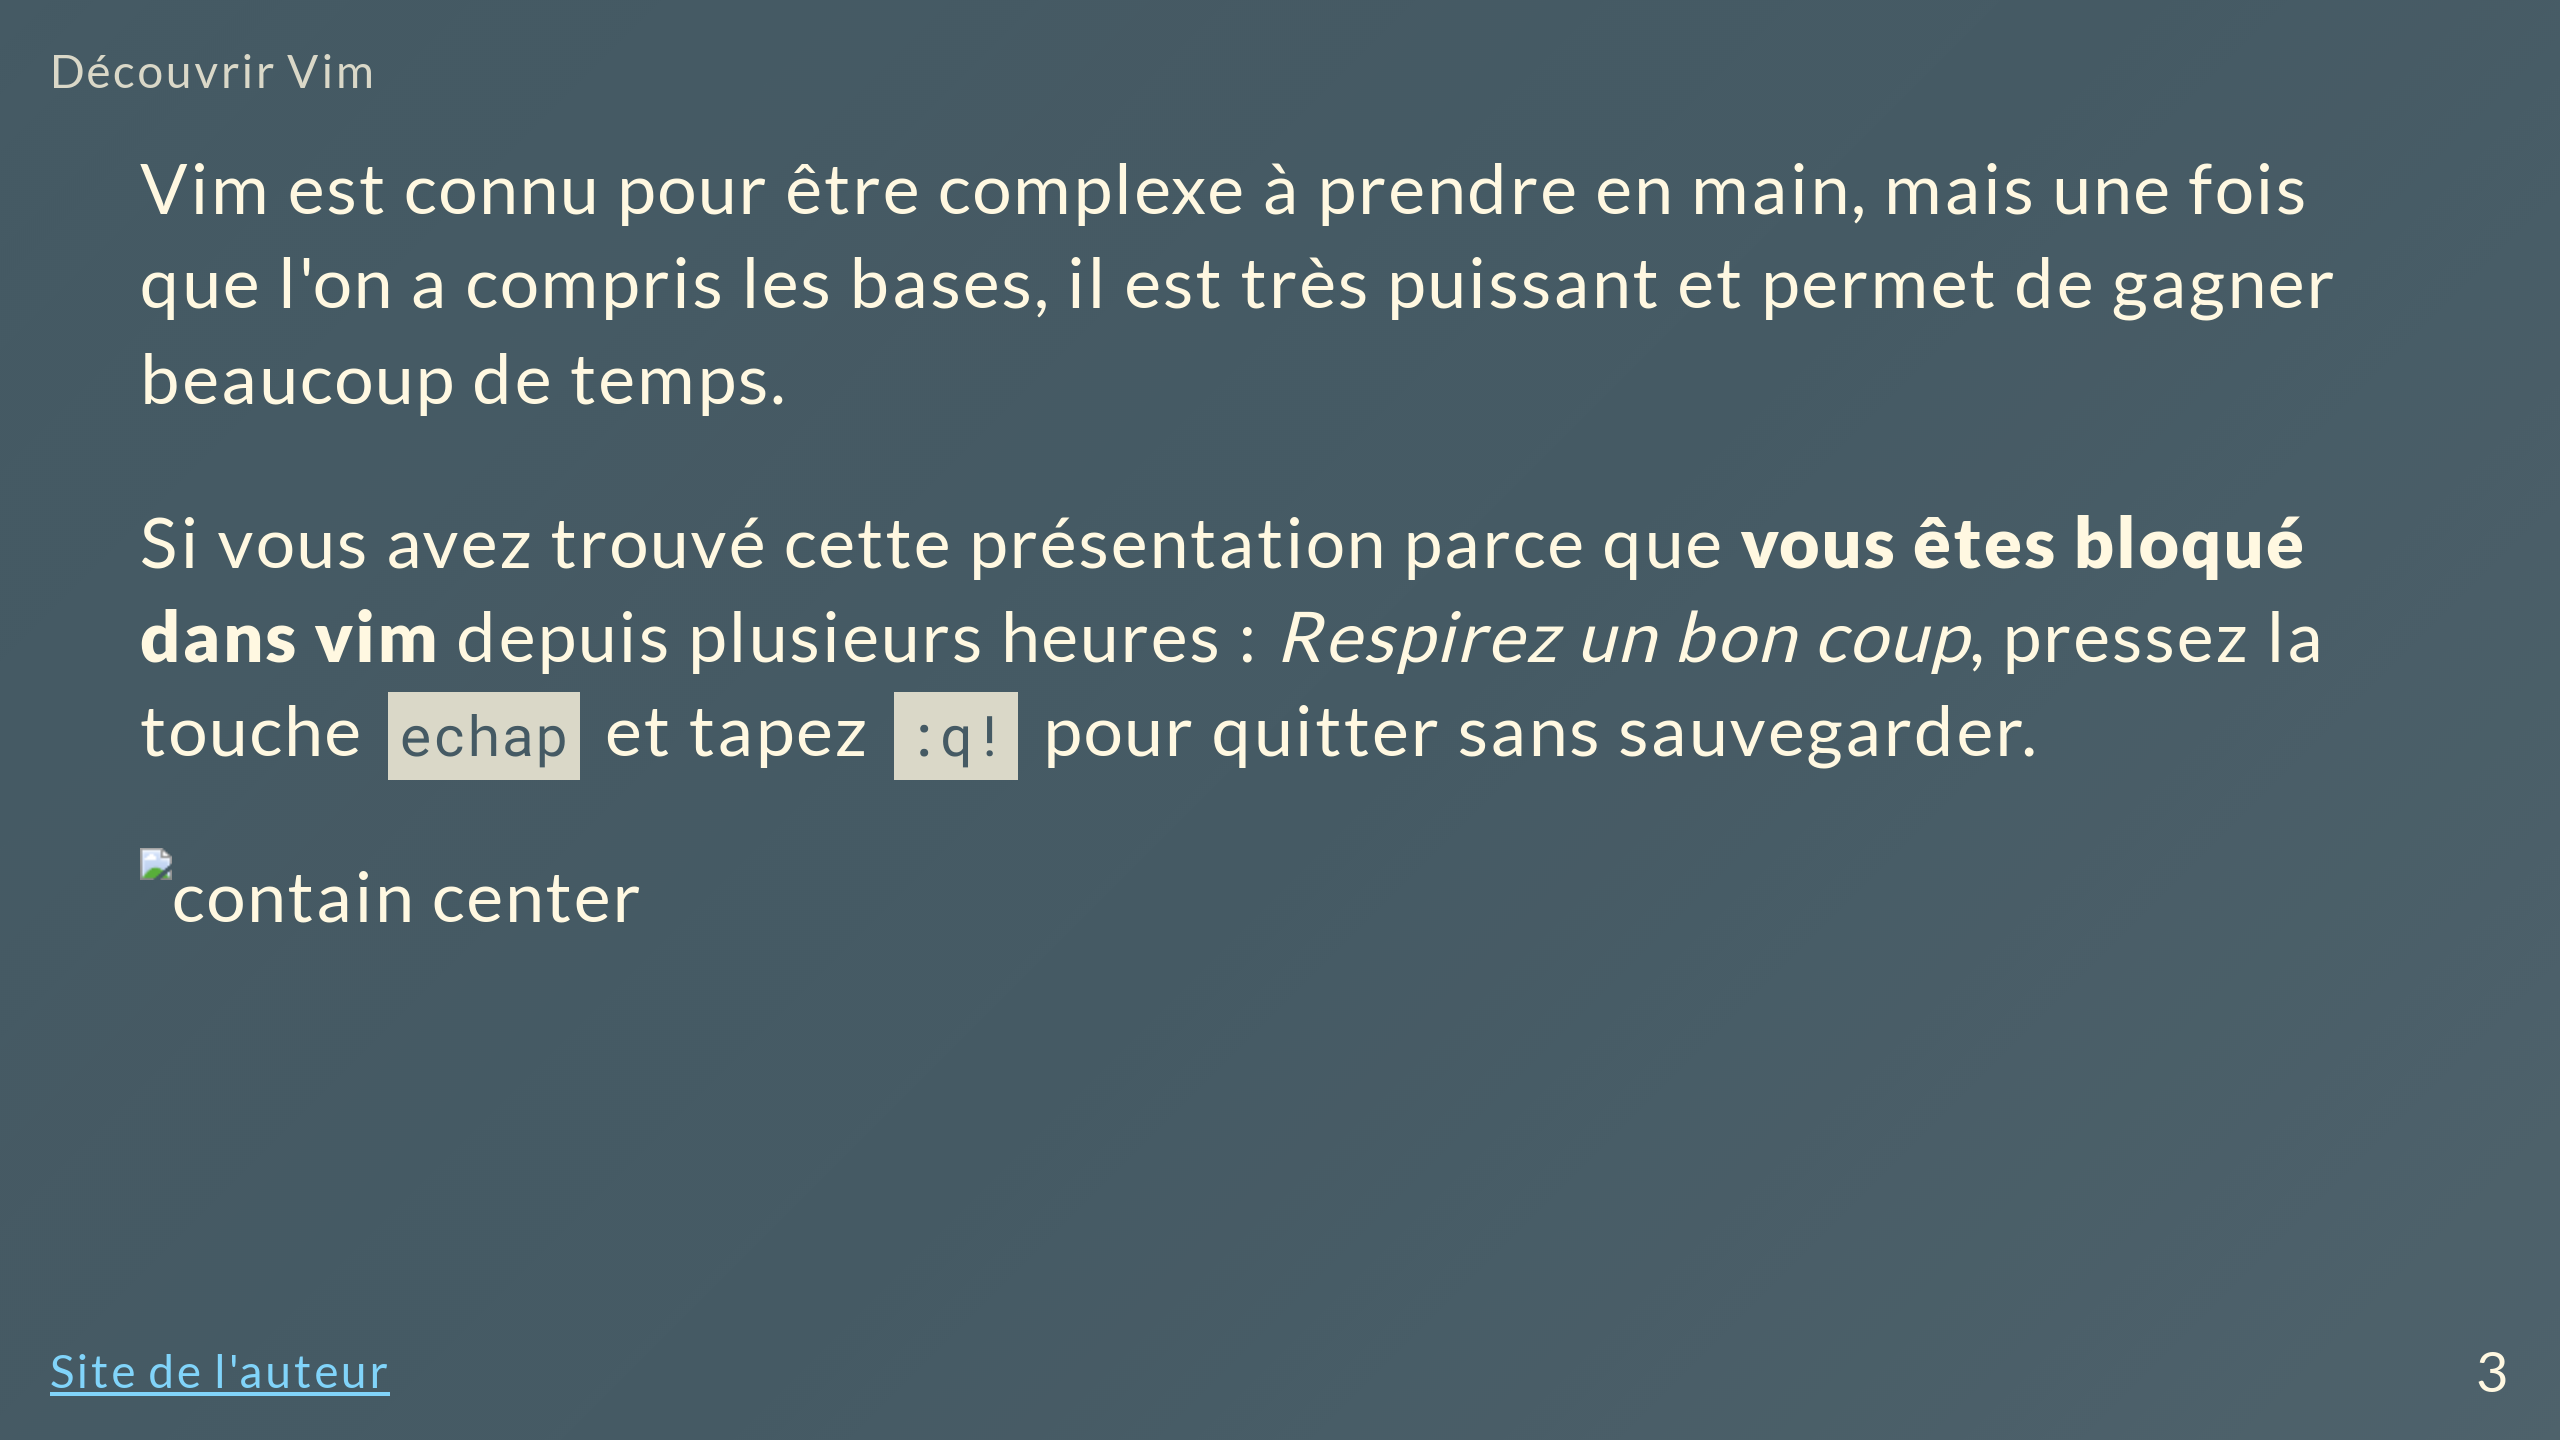 Découvrir Vim
Vim est connu pour être complexe à prendre en main, mais une fois
que l'on a compris les bases, il est très puissant et permet de gagner
beaucoup de temps.
Si vous avez trouvé cette présentation parce que vous êtes bloqué
dans vim depuis plusieurs heures : Respirez un bon coup, pressez la
touche echap et tapez :q! pour quitter sans sauvegarder.
contain center
Site de l'auteur
3